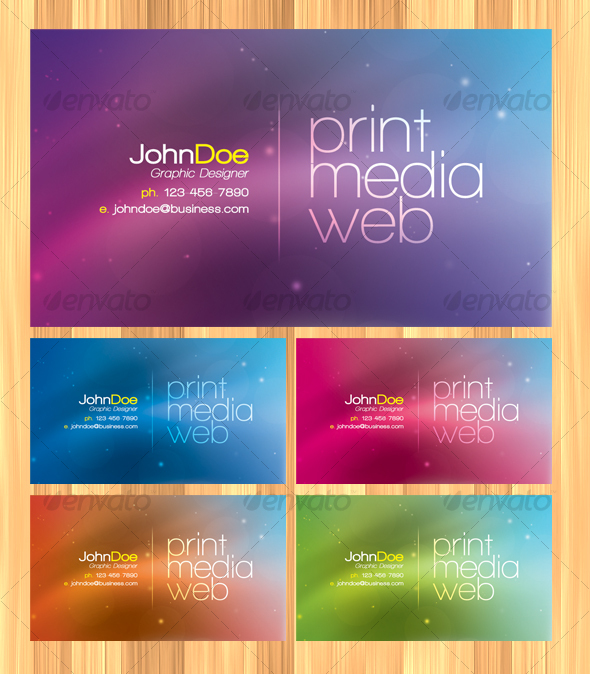 envato envato envato
JohnDoe
Graphic Designer
ph. 123 456 7890
e. johndoe@business.com
print
media
web
envato envato envato
JohnDoe
Graphic Designer
ph. 123 456 7890
e. johndoe@business.com
print
media
web
JohnDoe
Graphic Designer
ph. 123 456 7890
e. johndoe@business.com
print
media
web
envato envato envato
JohnDoe
Graphic Designer
ph. 123 456 7890
e. johndoe@business.com
print
media
web
JohnDoe
Graphic Designer
ph. 123 456 7890
e. johndoe@business.com
print
media
web